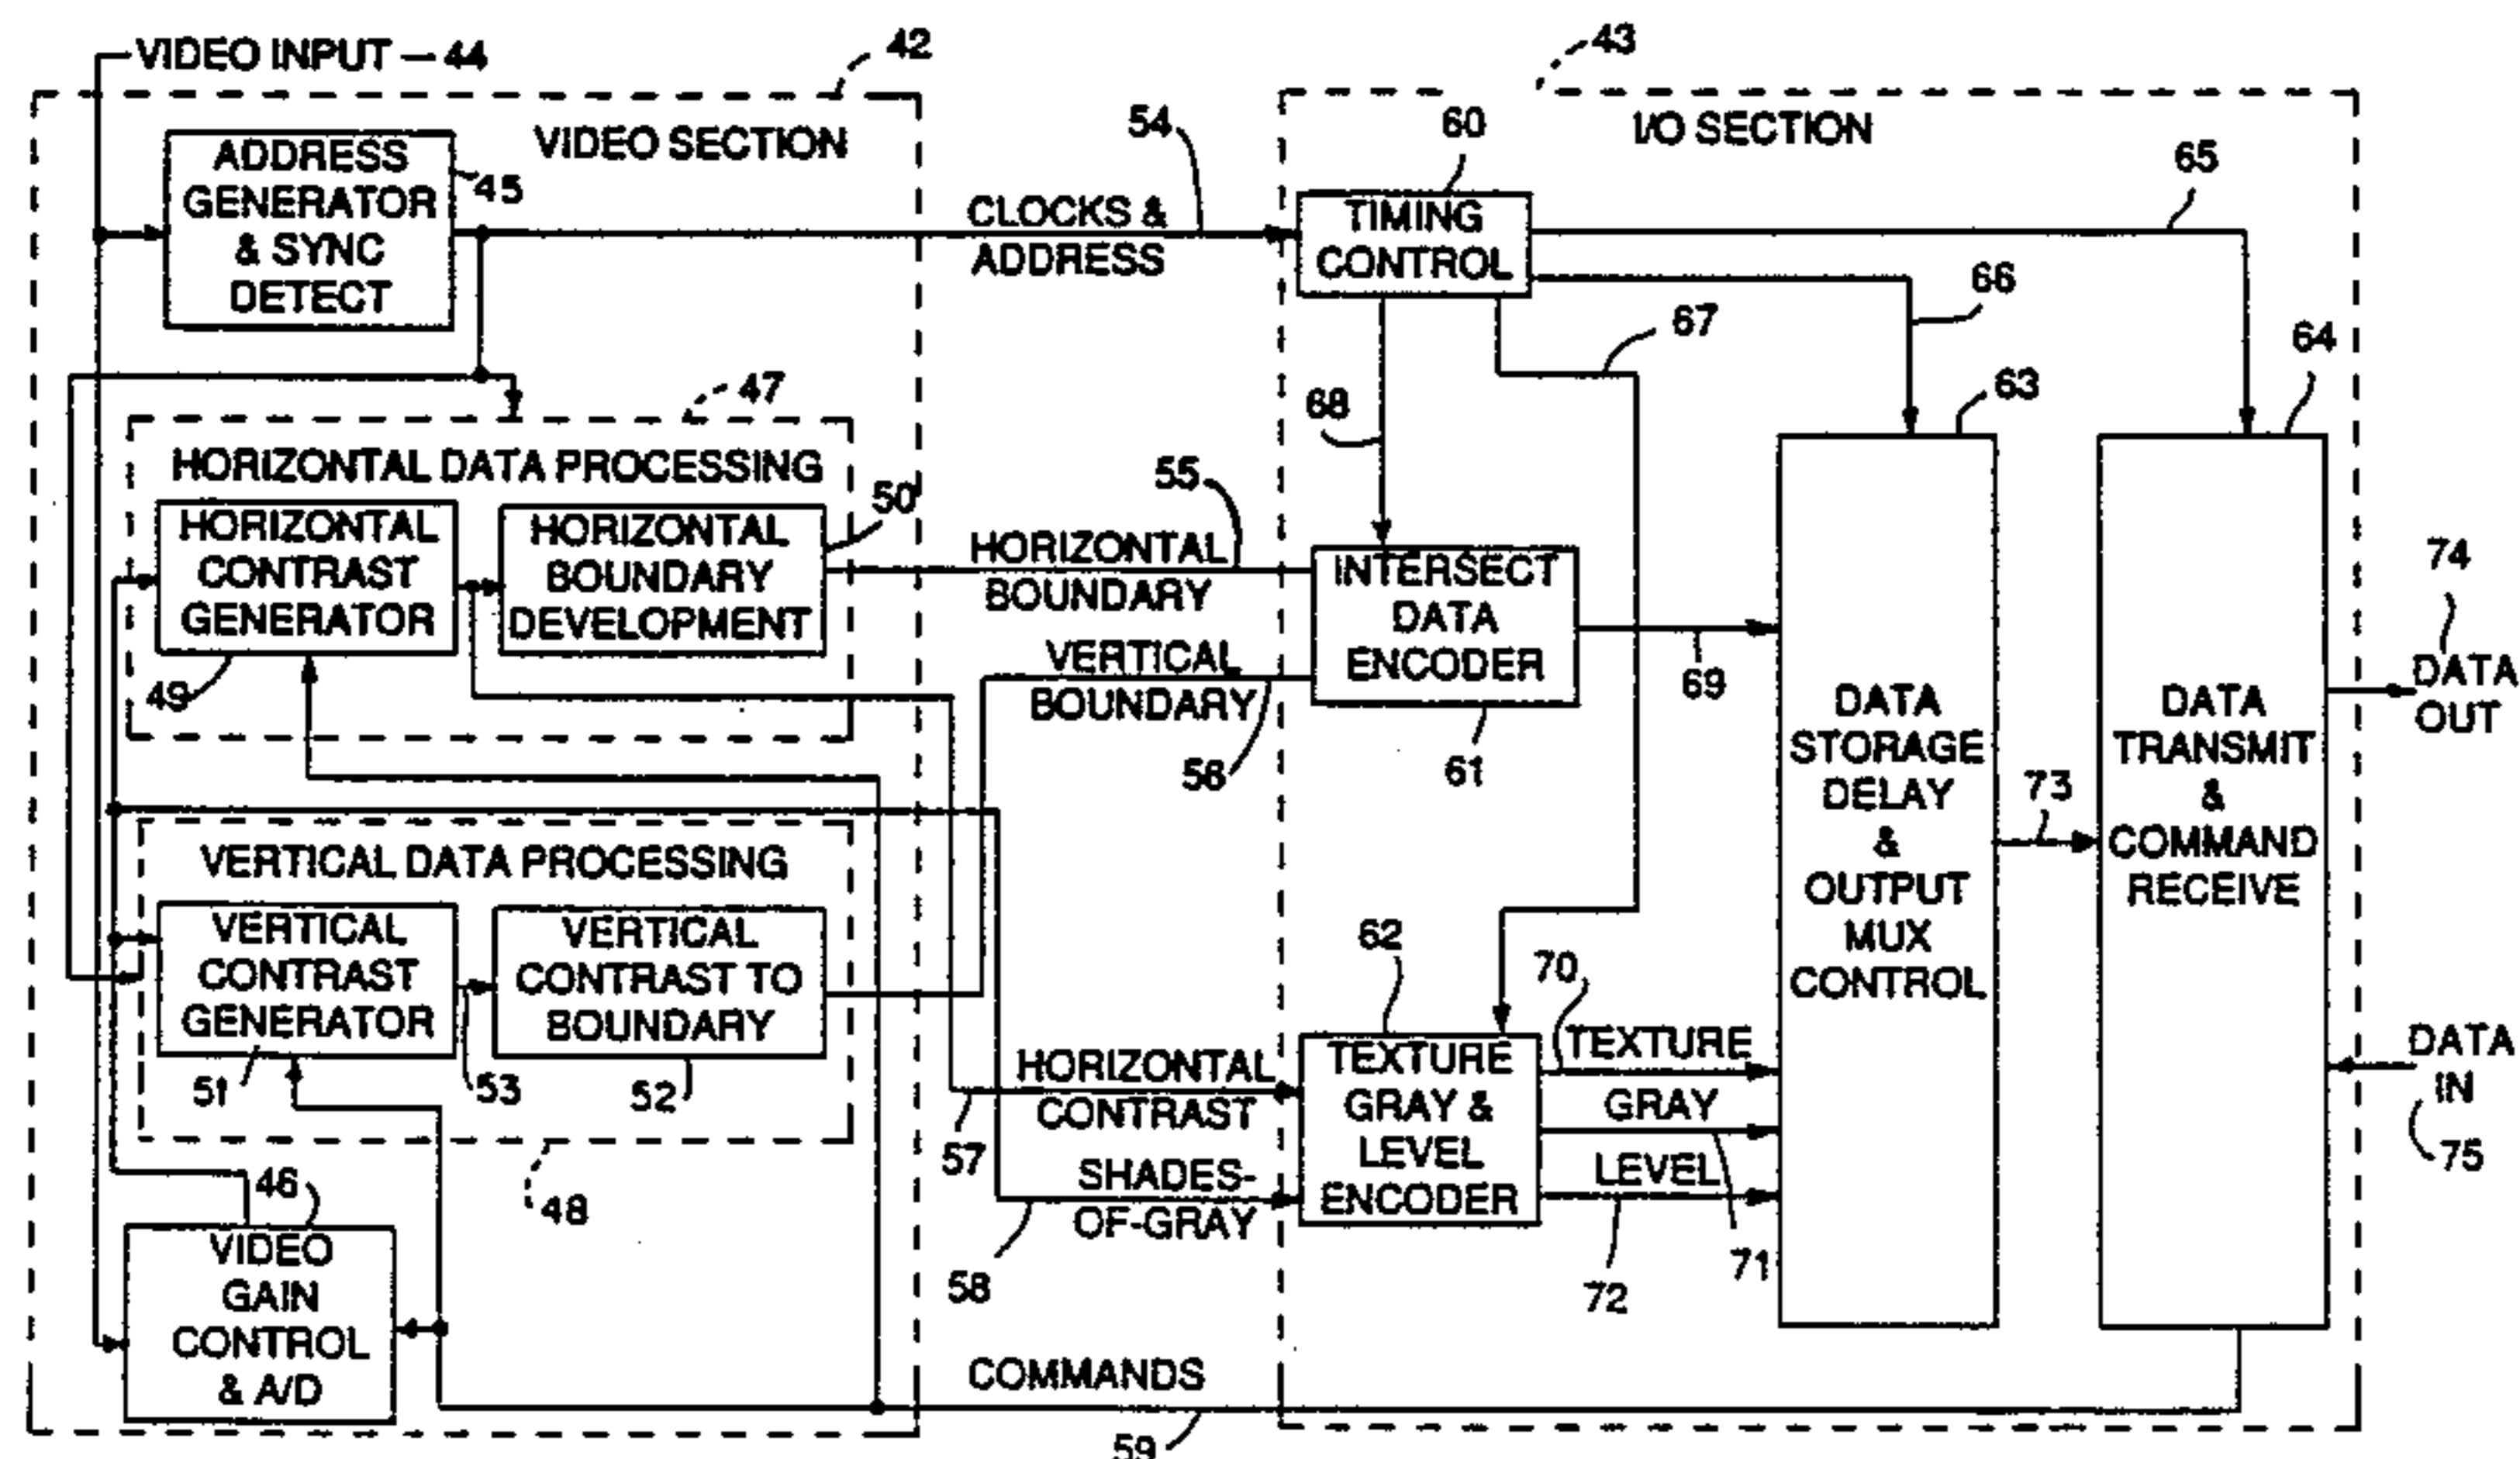 VIDEO INPUT — 44
42
VIDEO SECTION
ADDRESS
GENERATOR
& SYNC
DETECT
45
CLOCKS &
ADDRESS
54
43
I/O SECTION
60
TIMING
CONTROL
65
66
67
68
64
63
47
HORIZONTAL DATA PROCESSING
HORIZONTAL
CONTRAST
GENERATOR
49
50
HORIZONTAL
BOUNDARY
DEVELOPMENT
55
HORIZONTAL
BOUNDARY
VERTICAL
BOUNDARY
56
INTERSECT
DATA
ENCODER
61
69
DATA
STORAGE
DELAY
&
OUTPUT
MUX
CONTROL
73
DATA
TRANSMIT
&
COMMAND
RECEIVE
74
DATA
OUT
DATA
IN
75
VERTICAL DATA PROCESSING
VERTICAL
CONTRAST
GENERATOR
51
53
VERTICAL
CONTRAST TO
BOUNDARY
52
48
HORIZONTAL
CONTRAST
57
SHADES-
OF-GRAY
58
62
TEXTURE
GRAY &
LEVEL
ENCODER
70
TEXTURE
GRAY
LEVEL
71
72
46
VIDEO
GAIN
CONTROL
& A/D
COMMANDS
59